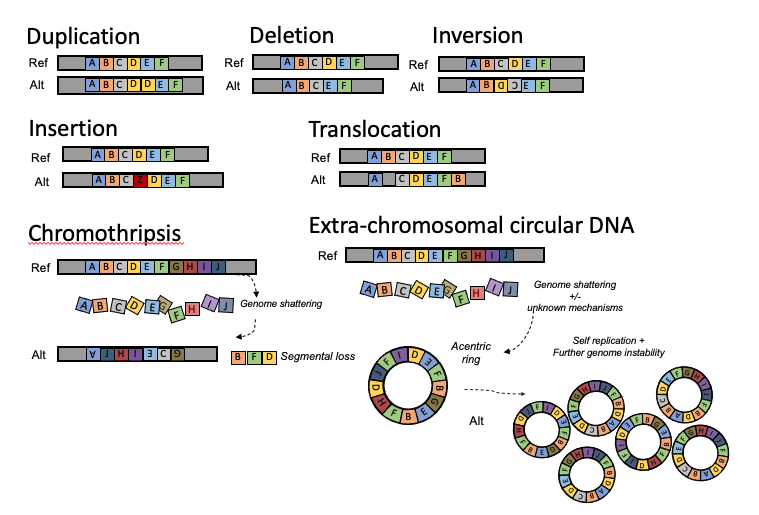 Duplication
Ref A B C D E F
Alt A B C D D E F
Deletion
Ref A B C D E F
Alt A B C E F
Inversion
Ref A B C D E F
Alt A B D C E F
Insertion
Ref A B C D E F
Alt A B C Z D E F
Translocation
Ref A B C D E F
Alt A C D E F B
Chromothripsis
Ref A B C D E F G H I J
A B C D E G F H I J
Genome shattering
Alt A J H I E C G
B F D Segmental loss
Extra-chromosomal circular DNA
Ref A B C D E F G H I J
A B C D E G F H I J
Genome shattering
+/-
unknown mechanisms
Acentric
ring
J F I D E F B G E B F H D
Self replication +
Further genome instability
Alt